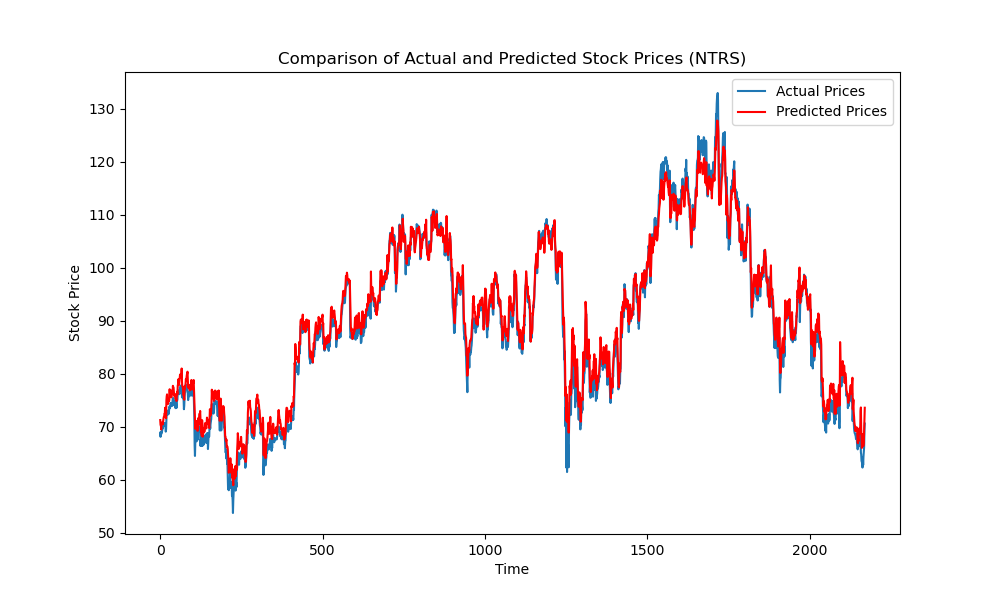 Comparison of Actual and Predicted Stock Prices (NTRS)
Actual Prices
Predicted Prices
Stock Price
130
120
110
100
90
80
70
60
50
0 500 1000 1500 2000
Time